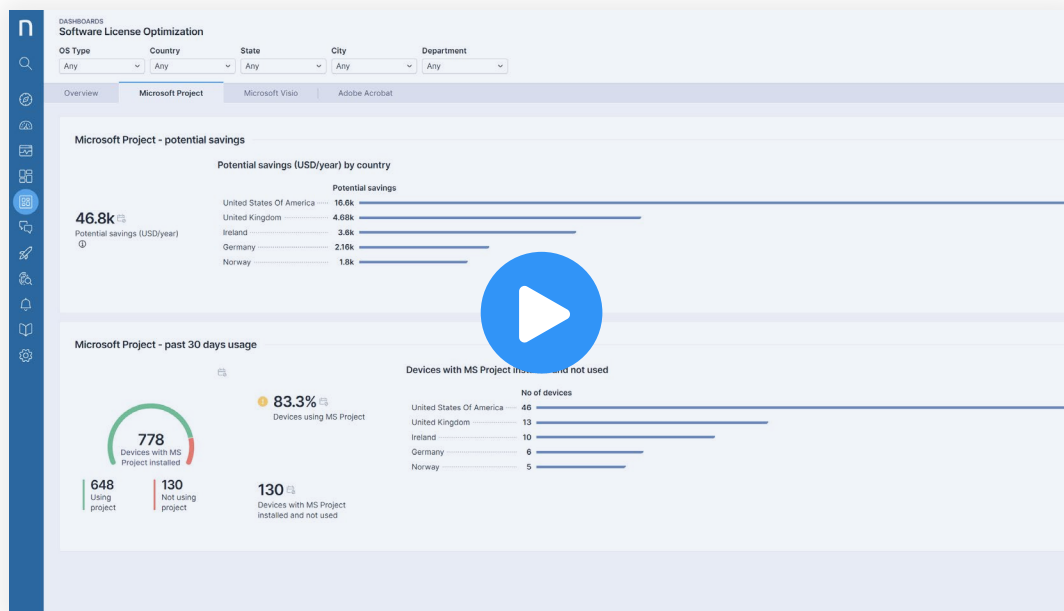 n
DASHBOARDS
Software License Optimization
OS Type Country State City Department
Any Any Any Any Any
Overview Microsoft Project Microsoft Visio Adobe Acrobat
Microsoft Project - potential savings
Potential savings (USD/year) by country
Potential savings
46.8k
Potential savings (USD/year)
United States Of America 16.6k
United Kingdom 4.68k
Ireland 3.6k
Germany 2.16k
Norway 1.8k
Microsoft Project - past 30 days usage
778
Devices with MS
Project installed
648
Using
project
130
Not using
project
83.3%
Devices using MS Project
130
Devices with MS Project
installed and not used
Devices with MS Project and not used
No of devices
United States Of America 46
United Kingdom 13
Ireland 10
Germany 6
Norway 5